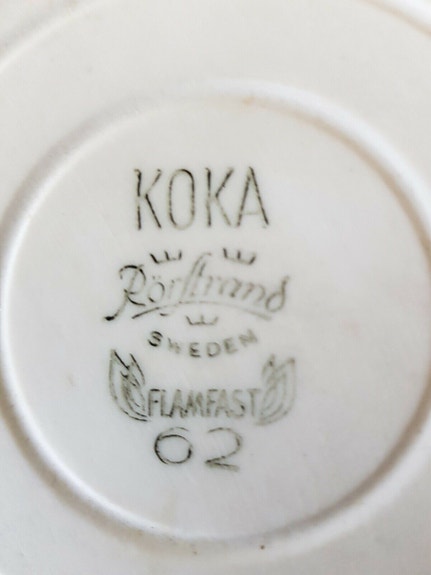 KOKA
Rörstrand
SWEDEN
FLAMFAST
62